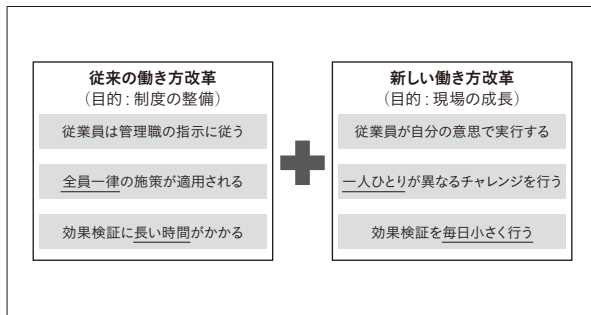 従来の働き方改革
(目的:制度の整備)
従業員は管理職の指示に従う
全員一律の施策が適用される
効果検証に長い時間がかかる
新しい働き方改革
(目的:現場の成長)
従業員が自分の意思で実行する
一人ひとりが異なるチャレンジを行う
効果検証を毎日小さく行う